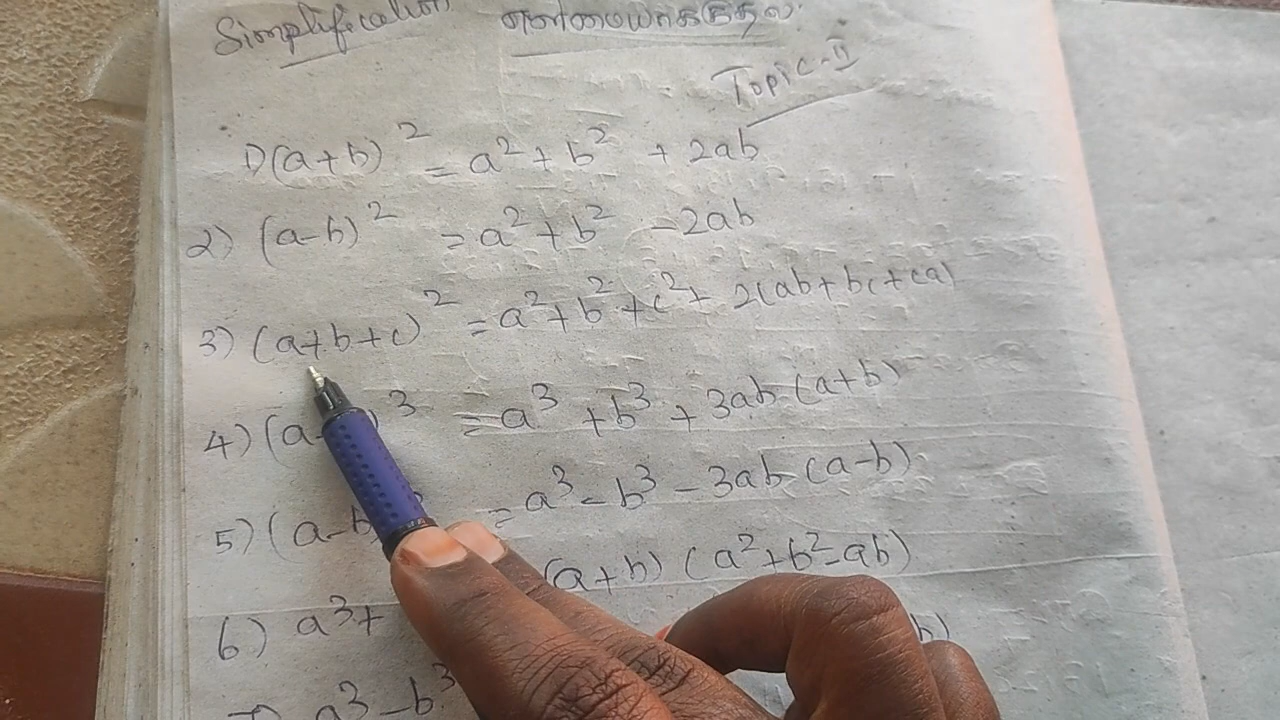 Simplification எண்மையாக்குதல்
Topic-II
1) (a+b)² = a² + b² + 2ab
2) (a-b)² = a² + b² - 2ab
3) (a+b+c)² = a² + b² + c² + 2(ab+bc+ca)
4) (a )³ = a³ + b³ + 3ab (a+b)
5) (a-b = a³ - b³ - 3ab (a-b)
6) a³+ (a+b) (a²+b²-ab)
a³-b³ b)